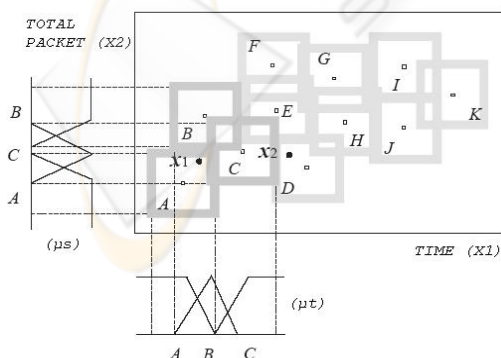 TOTAL
PACKET (X2)
F
G
I
K
B
E
B
H
J
C
x1
C
x2
D
A
A
TIME (X1)
(µs)
(µt)
A B C